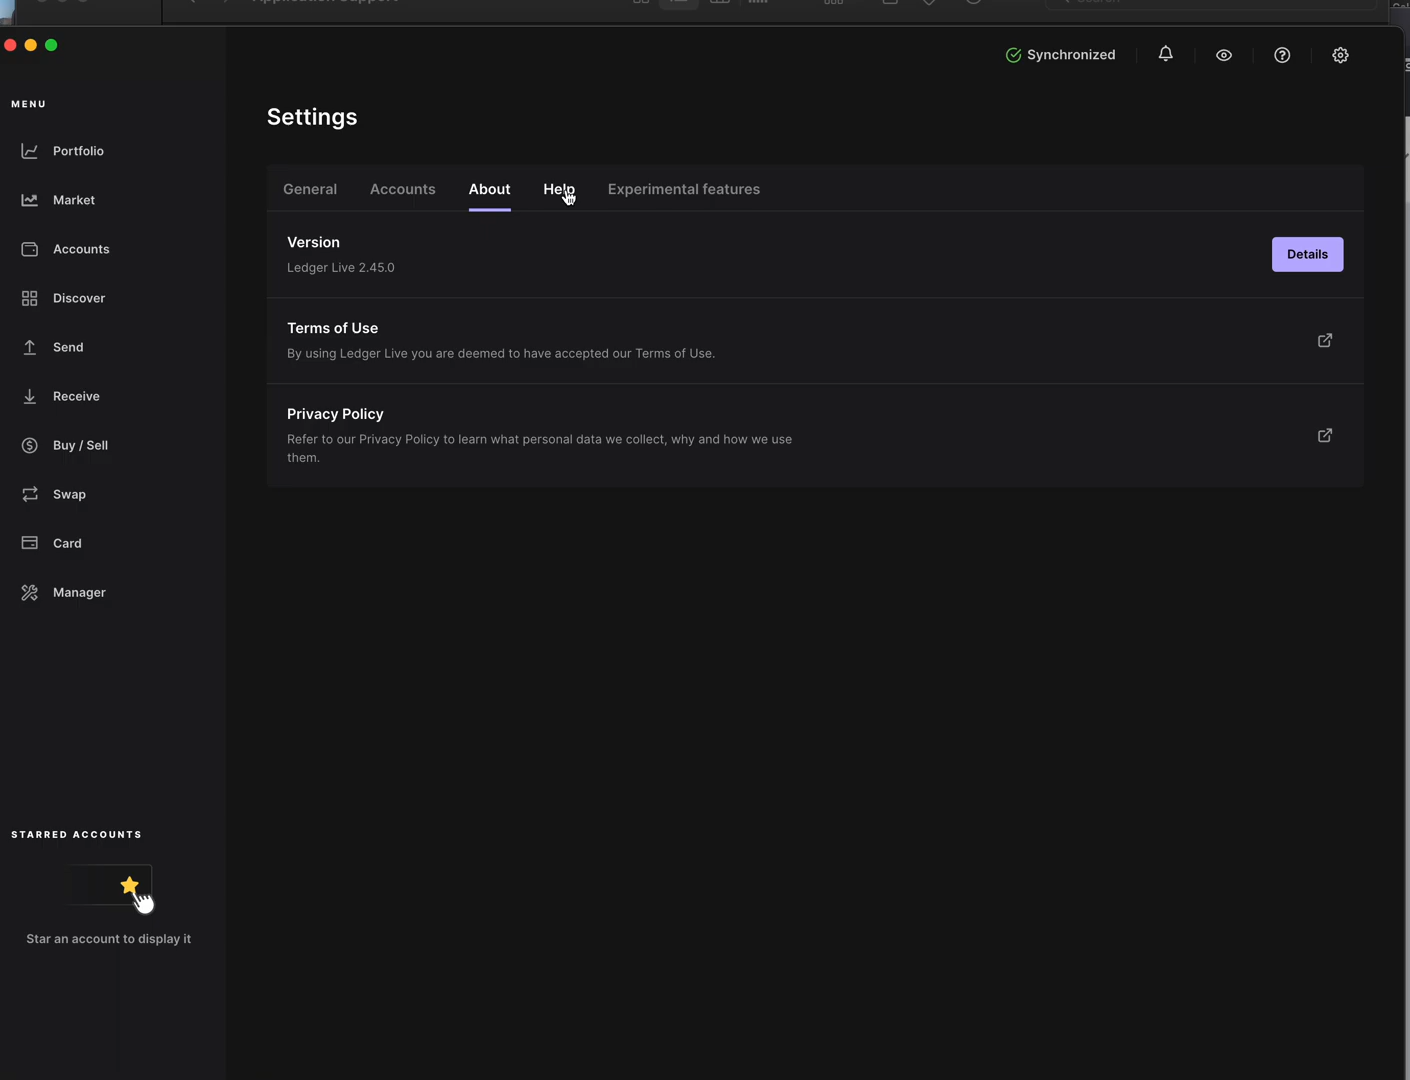 Application Support
Search
Synchronized
MENU
Settings
Portfolio
General Accounts About Help Experimental features
Market
Version
Ledger Live 2.45.0
Details
Accounts
Discover
Terms of Use
By using Ledger Live you are deemed to have accepted our Terms of Use.
Send
Receive
Privacy Policy
Refer to our Privacy Policy to learn what personal data we collect, why and how we use
them.
Buy / Sell
Swap
Card
Manager
STARRED ACCOUNTS
Star an account to display it